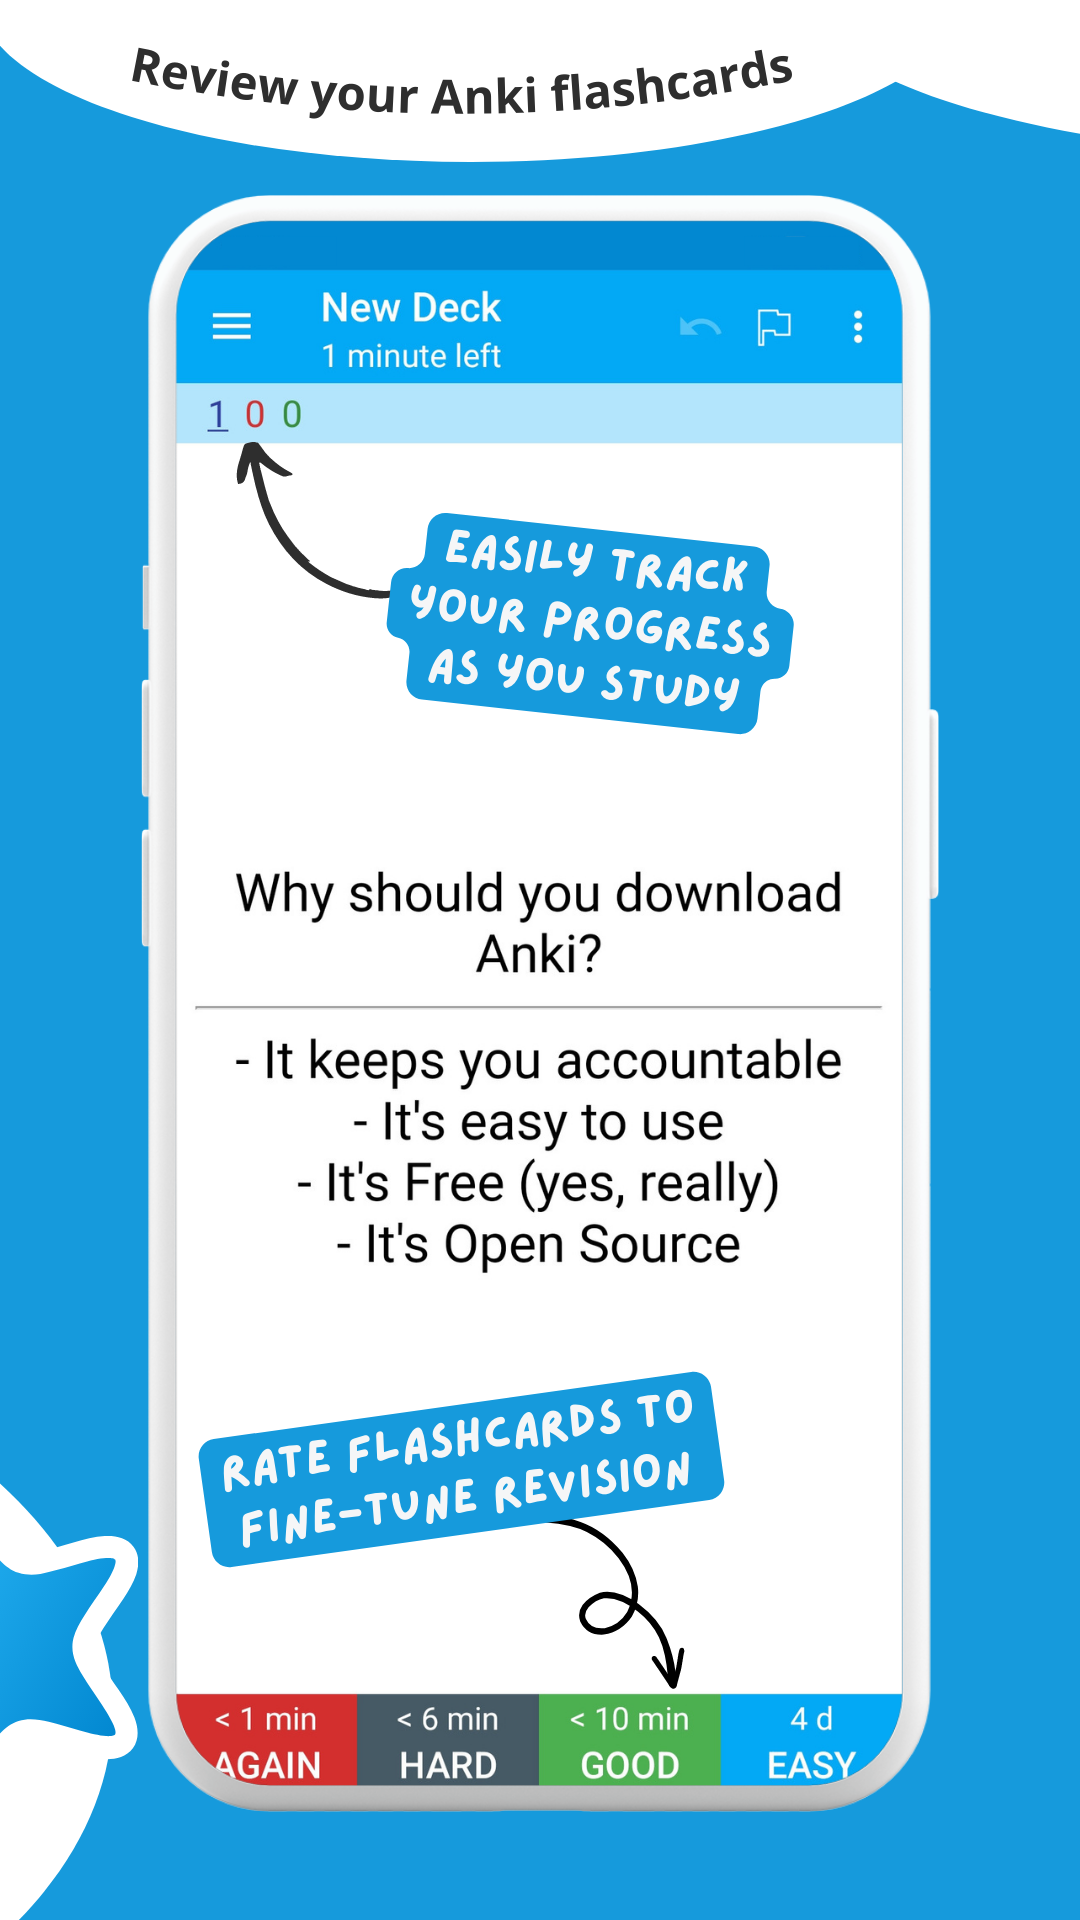 Review your Anki flashcards
New Deck
1 minute left
1 0 0
EASILY TRACK
YOUR PROGRESS
AS YOU STUDY
Why should you download
Anki?
- It keeps you accountable
- It's easy to use
- It's Free (yes, really)
- It's Open Source
RATE FLASHCARDS TO
FINE-TUNE REVISION
< 1 min < 6 min < 10 min 4 d
AGAIN HARD GOOD EASY